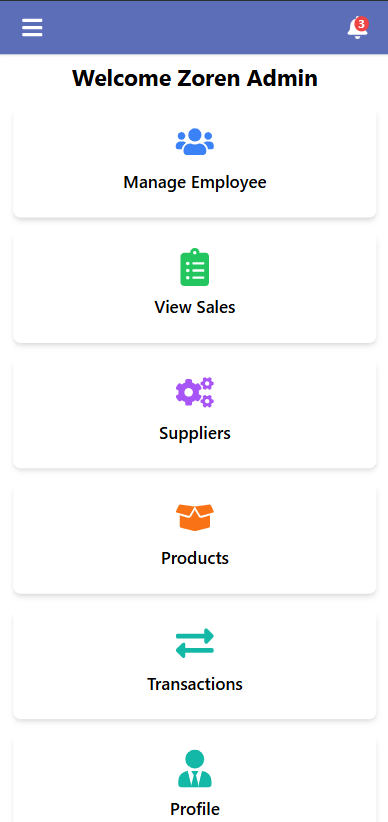 3
Welcome Zoren Admin
Manage Employee
View Sales
Suppliers
Products
Transactions
Profile